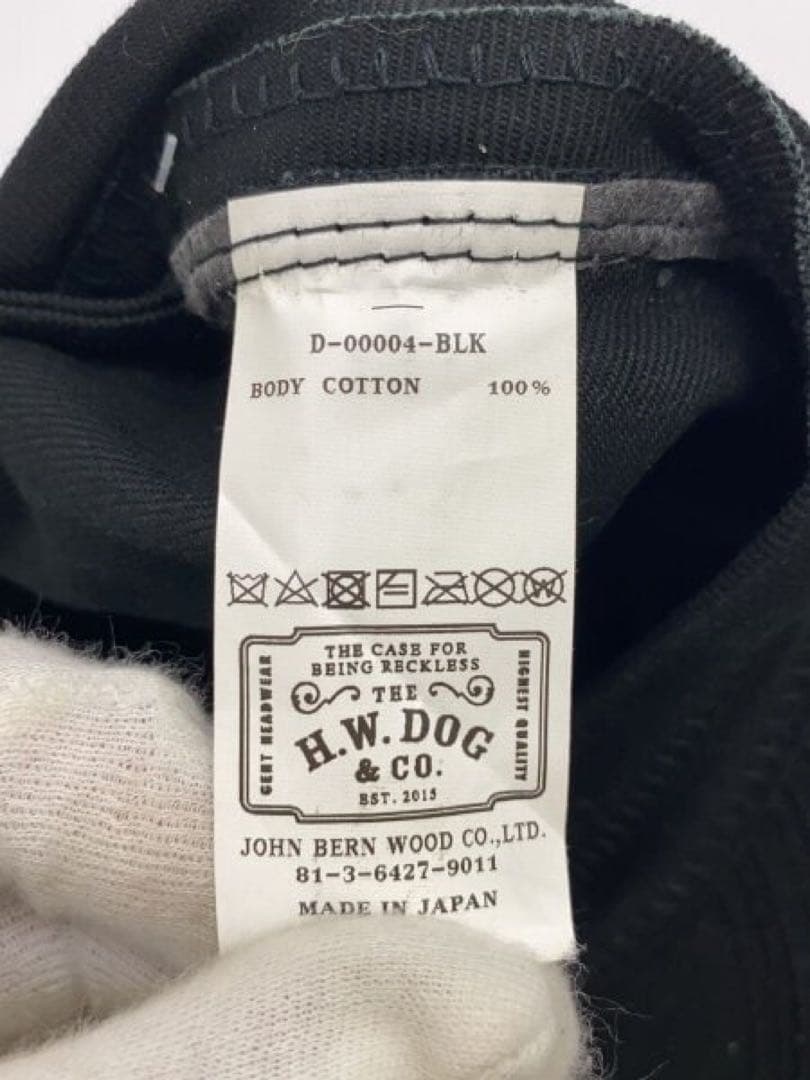 D-00004-BLK
BODY COTTON 100%
THE CASE FOR
BEING RECKLESS
GENT HEADWEAR
THE
H.W.DOG
& CO.
EST. 2015
HIGHEST QUALITY
JOHN BERN WOOD CO.,LTD.
81-3-6427-9011
MADE IN JAPAN